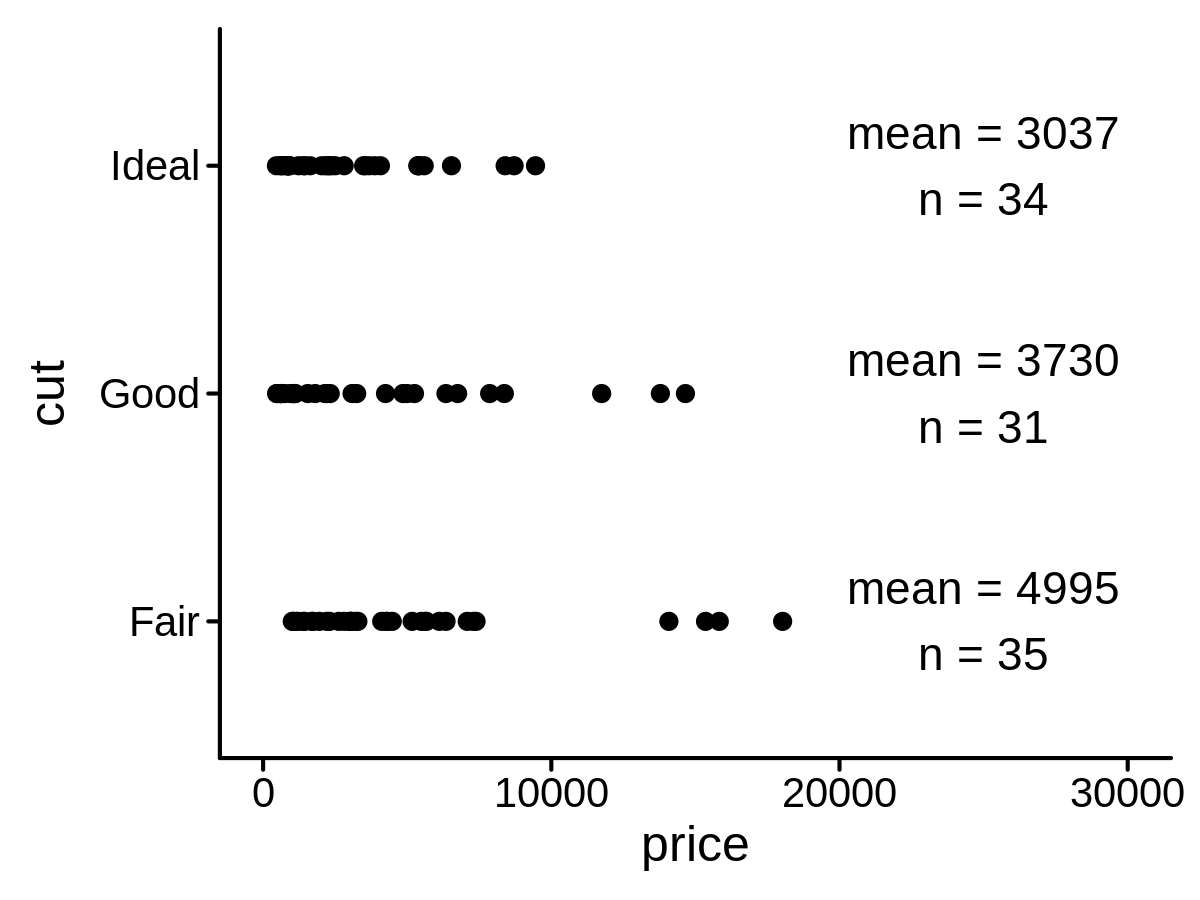 mean = 3037
Ideal
n = 34
mean = 3730
Good
n = 31
cut
mean = 4995
Fair
n = 35
0 10000 20000 30000
price